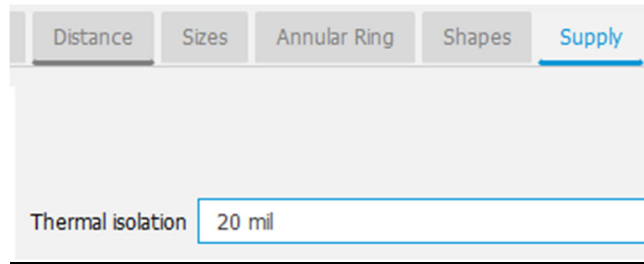 Distance Sizes Annular Ring Shapes Supply
Thermal isolation 20 mil